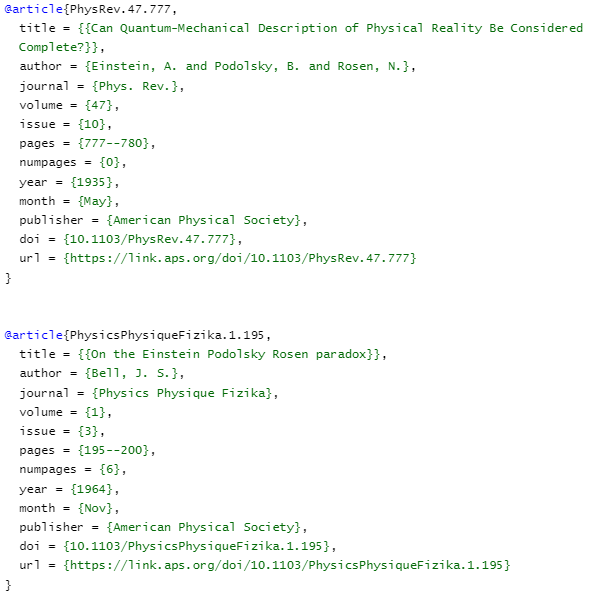 @article{PhysRev.47.777,
title = {{Can Quantum-Mechanical Description of Physical Reality Be Considered
Complete?}},
author = {Einstein, A. and Podolsky, B. and Rosen, N.},
journal = {Phys. Rev.},
volume = {47},
issue = {10},
pages = {777--780},
numpages = {0},
year = {1935},
month = {May},
publisher = {American Physical Society},
doi = {10.1103/PhysRev.47.777},
url = {https://link.aps.org/doi/10.1103/PhysRev.47.777}
}
@article{PhysicsPhysiqueFizika.1.195,
title = {{On the Einstein Podolsky Rosen paradox}},
author = {Bell, J. S.},
journal = {Physics Physique Fizika},
volume = {1},
issue = {3},
pages = {195--200},
numpages = {6},
year = {1964},
month = {Nov},
publisher = {American Physical Society},
doi = {10.1103/PhysicsPhysiqueFizika.1.195},
url = {https://link.aps.org/doi/10.1103/PhysicsPhysiqueFizika.1.195}
}